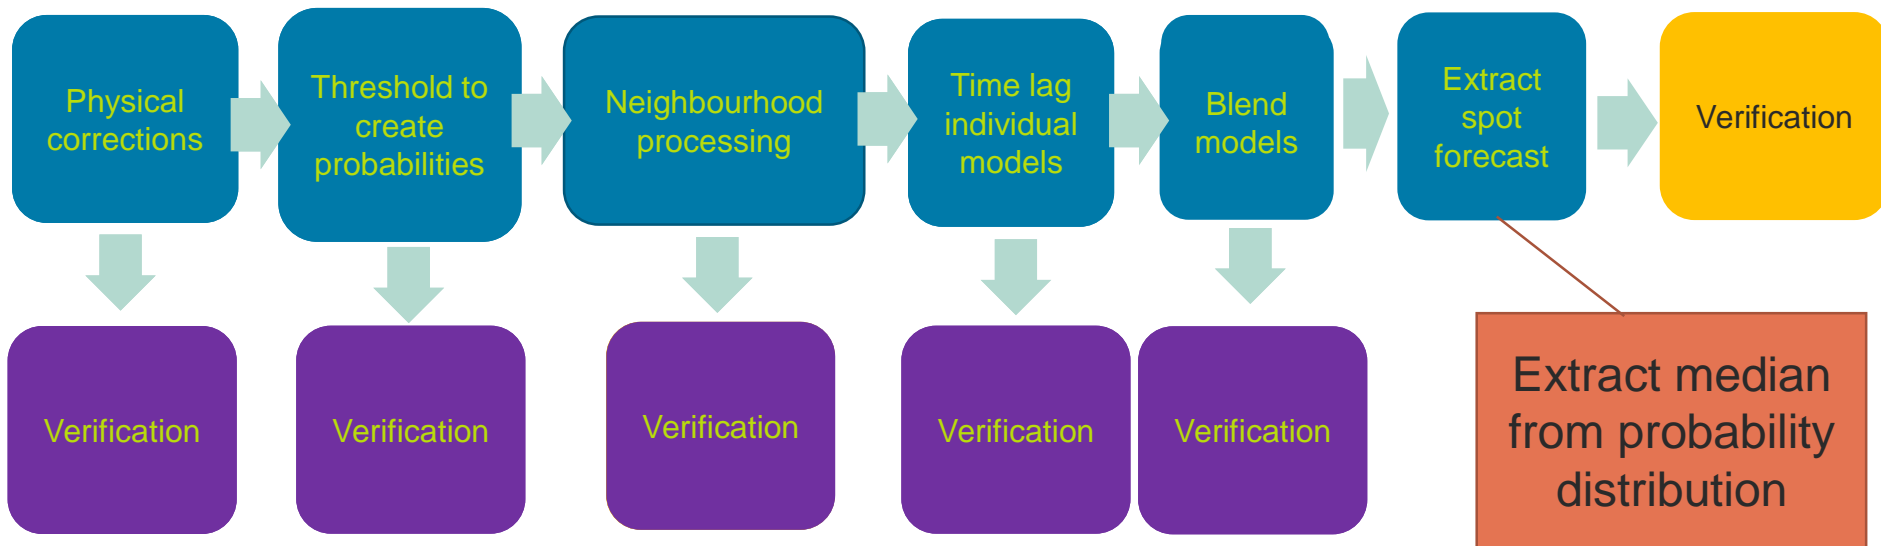 Physical
corrections
Threshold to
create
probabilities
Neighbourhood
processing
Time lag
individual
models
Blend
models
Extract
spot
forecast
Verification
Verification
Verification
Verification
Verification
Verification
Extract median
from probability
distribution